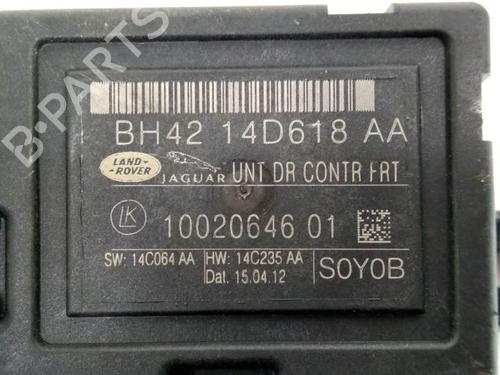 B-PARTS
BH42 14D618 AA
LAND-ROVER
JAGUAR
UNT DR CONTR FRT
LK
10020646 01
SW: 14C064 AA
HW: 14C235 AA
Dat. 15.04.12
S0Y0B